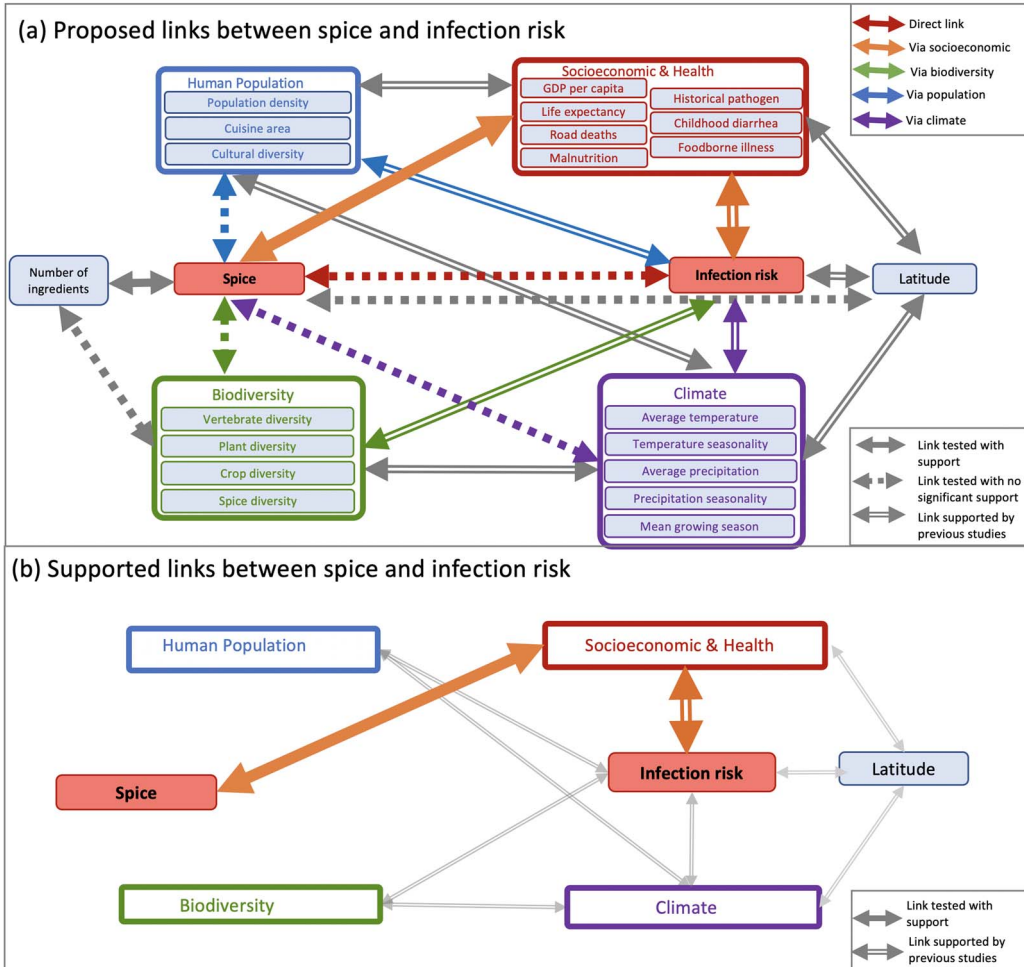 (a) Proposed links between spice and infection risk
Direct link
Via socioeconomic
Via biodiversity
Via population
Via climate
Human Population
Population density
Cuisine area
Cultural diversity
Socioeconomic & Health
GDP per capita
Life expectancy
Road deaths
Malnutrition
Historical pathogen
Childhood diarrhea
Foodborne illness
Number of
ingredients
Spice
Infection risk
Latitude
Biodiversity
Vertebrate diversity
Plant diversity
Crop diversity
Spice diversity
Climate
Average temperature
Temperature seasonality
Average precipitation
Precipitation seasonality
Mean growing season
Link tested with
support
Link tested with no
significant support
Link supported by
previous studies
(b) Supported links between spice and infection risk
Human Population
Socioeconomic & Health
Spice
Infection risk
Latitude
Biodiversity
Climate
Link tested with
support
Link supported by
previous studies